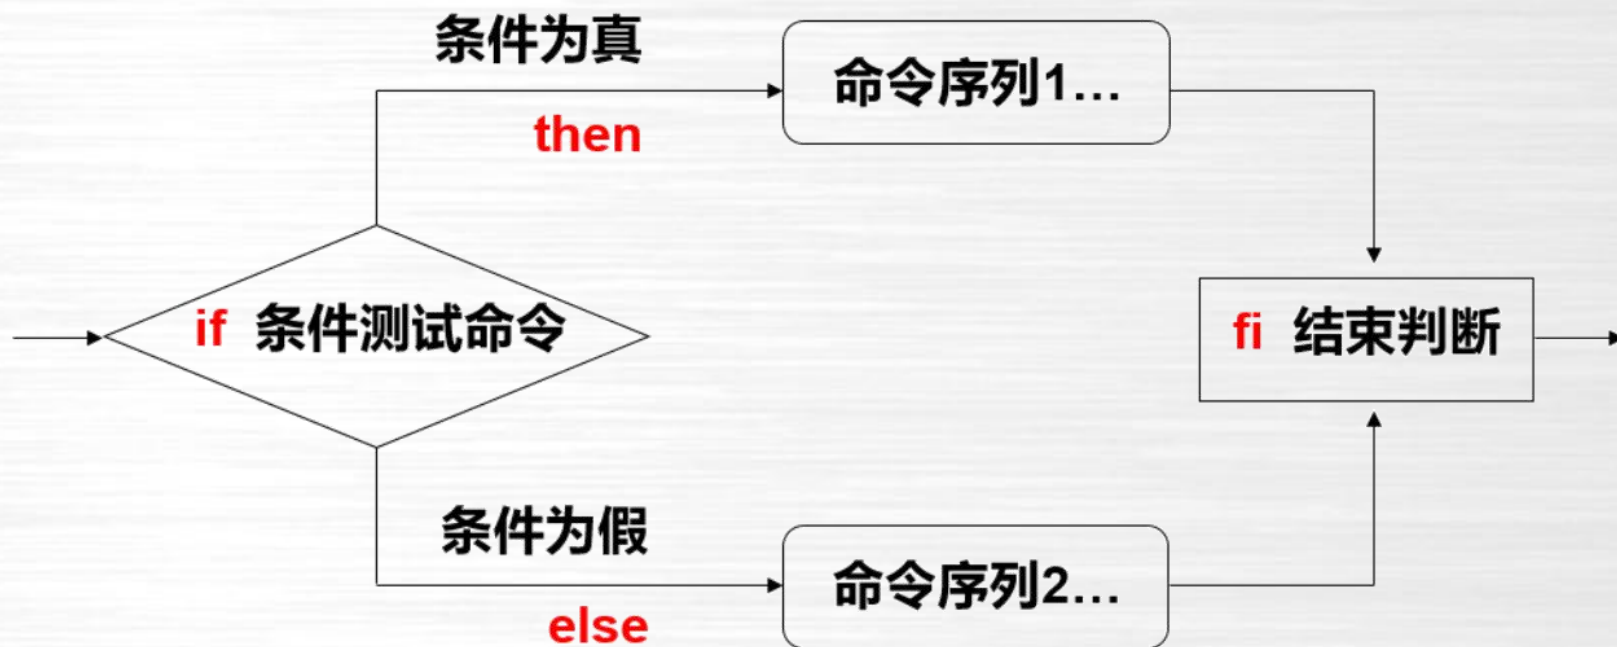 条件为真
then
命令序列1…
if 条件测试命令
fi 结束判断
条件为假
else
命令序列2…